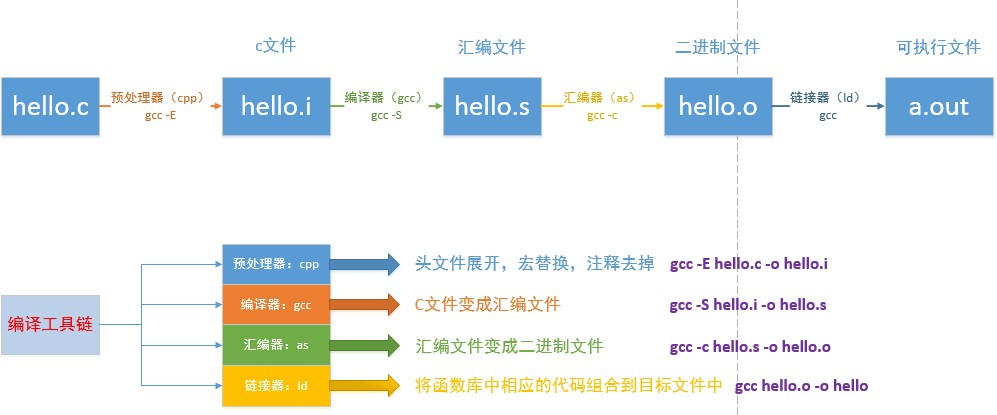 c文件
汇编文件
二进制文件
可执行文件
hello.c
预处理器（cpp）
gcc -E
hello.i
编译器（gcc）
gcc -S
hello.s
汇编器（as）
gcc -c
hello.o
链接器（ld）
gcc
a.out
编译工具链
预处理器：cpp
头文件展开，宏替换，注释去掉
gcc -E hello.c -o hello.i
编译器：gcc
C文件变成汇编文件
gcc -S hello.i -o hello.s
汇编器：as
汇编文件变成二进制文件
gcc -c hello.s -o hello.o
链接器：ld
将函数库中相应的代码组合到目标文件中
gcc hello.o -o hello